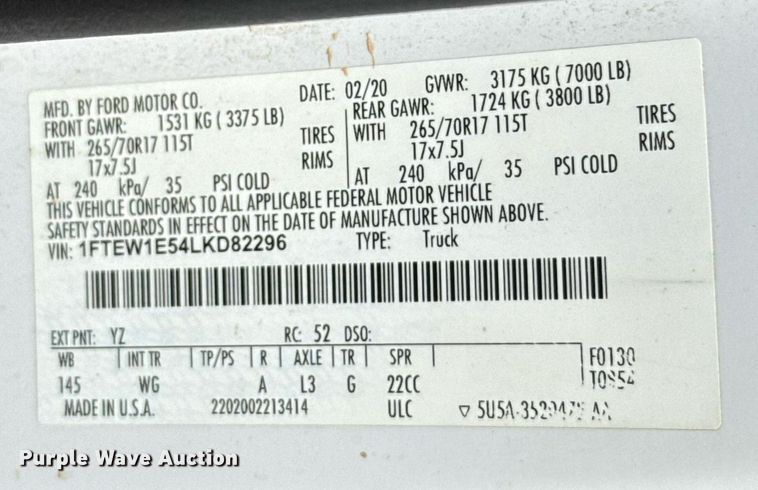 MFD. BY FORD MOTOR CO. DATE: 02/20 GVWR: 3175 KG ( 7000 LB)
FRONT GAWR: 1531 KG ( 3375 LB) REAR GAWR: 1724 KG ( 3800 LB)
WITH 265/70R17 115T TIRES WITH 265/70R17 115T TIRES
17x7.5J RIMS 17x7.5J RIMS
AT 240 kPa/ 35 PSI COLD AT 240 kPa/ 35 PSI COLD
THIS VEHICLE CONFORMS TO ALL APPLICABLE FEDERAL MOTOR VEHICLE
SAFETY STANDARDS IN EFFECT ON THE DATE OF MANUFACTURE SHOWN ABOVE.
VIN: 1FTEW1E54LKD82296 TYPE: Truck
EXT PNT: YZ RC: 52 DSO:
WB INT TR TP/PS R AXLE TR SPR F0130
145 WG A L3 G 22CC
MADE IN U.S.A. 2202002213414 ULC
Purple Wave Auction